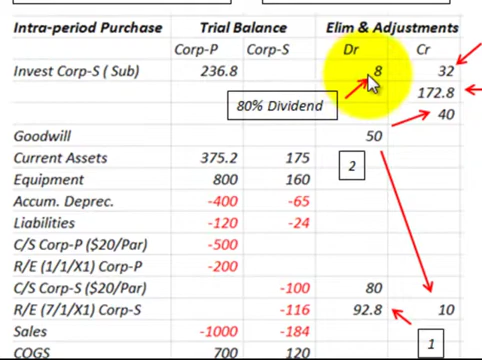 Intra-period Purchase Trial Balance Elim & Adjustments
Corp-P Corp-S Dr Cr
Invest Corp-S ( Sub) 236.8 8 32
172.8
80% Dividend 40
Goodwill 50
Current Assets 375.2 175 2
Equipment 800 160
Accum. Deprec. -400 -65
Liabilities -120 -24
C/S Corp-P ($20/Par) -500
R/E (1/1/X1) Corp-P -200
C/S Corp-S ($20/Par) -100 80
R/E (7/1/X1) Corp-S -116 92.8 10
Sales -1000 -184 1
COGS 700 120